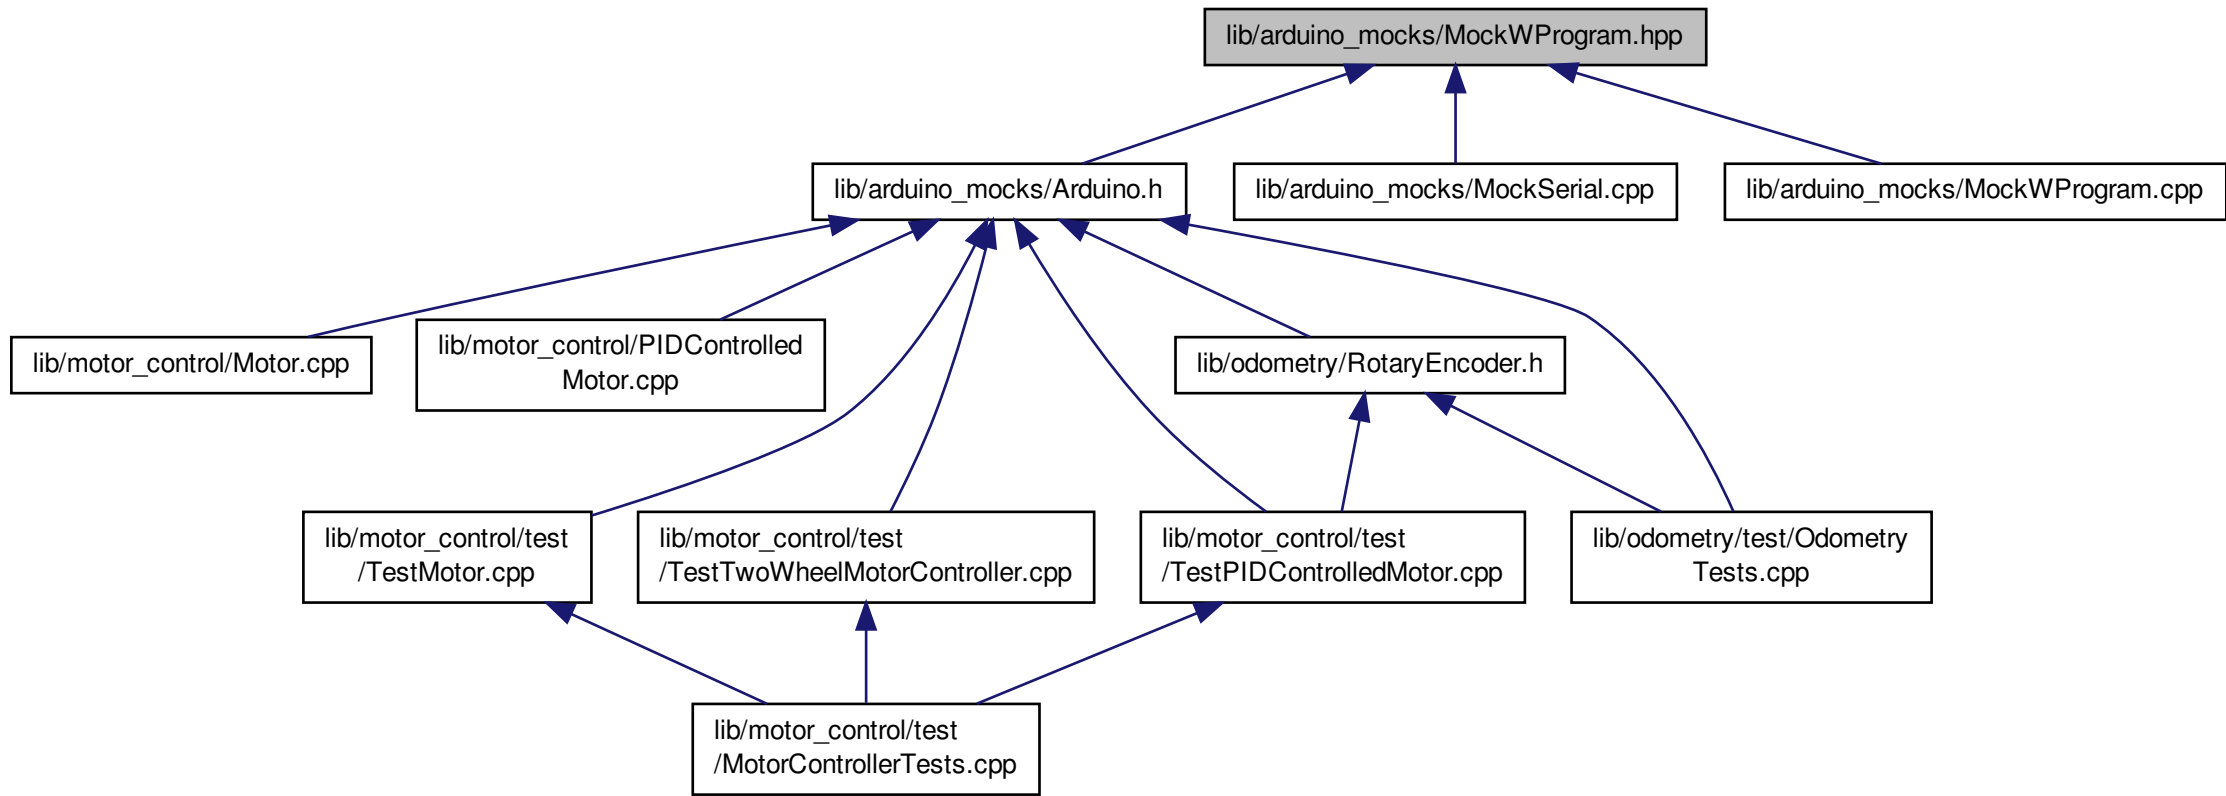 lib/arduino_mocks/MockWProgram.hpp
lib/arduino_mocks/Arduino.h
lib/arduino_mocks/MockSerial.cpp
lib/arduino_mocks/MockWProgram.cpp
lib/motor_control/Motor.cpp
lib/motor_control/PIDControlled
Motor.cpp
lib/odometry/RotaryEncoder.h
lib/motor_control/test
/TestMotor.cpp
lib/motor_control/test
/TestTwoWheelMotorController.cpp
lib/motor_control/test
/TestPIDControlledMotor.cpp
lib/odometry/test/Odometry
Tests.cpp
lib/motor_control/test
/MotorControllerTests.cpp